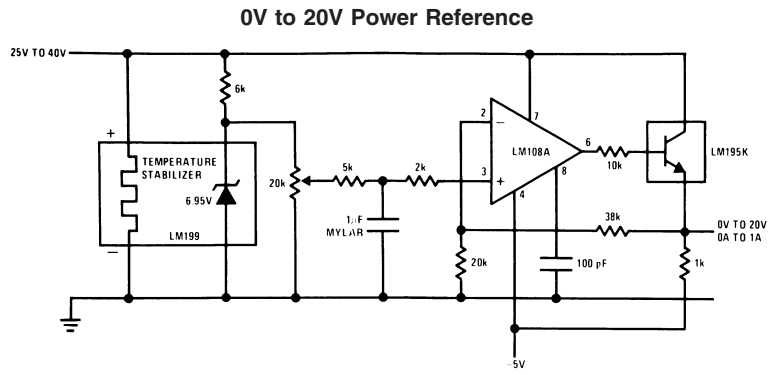 0V to 20V Power Reference
25V TO 40V
6k
2
7
−
+
TEMPERATURE
STABILIZER
5k
2k
LM108A
6
LM195K
3
+
8
10k
20k
6.95V
4
38k
0V TO 20V
0A TO 1A
1µF
MYLAR
−
LM199
20k
100 pF
1k
−5V